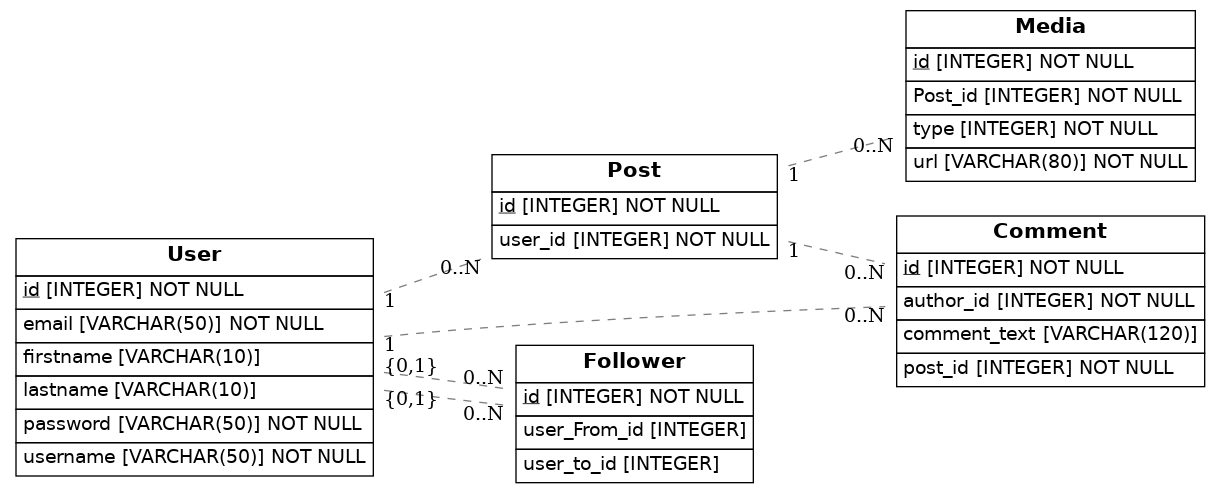 Media
id [INTEGER] NOT NULL
Post_id [INTEGER] NOT NULL
type [INTEGER] NOT NULL
url [VARCHAR(80)] NOT NULL
0..N
1
Post
id [INTEGER] NOT NULL
user_id [INTEGER] NOT NULL
1
0..N
Comment
id [INTEGER] NOT NULL
author_id [INTEGER] NOT NULL
comment_text [VARCHAR(120)]
post_id [INTEGER] NOT NULL
0..N
User
id [INTEGER] NOT NULL
email [VARCHAR(50)] NOT NULL
firstname [VARCHAR(10)]
lastname [VARCHAR(10)]
password [VARCHAR(50)] NOT NULL
username [VARCHAR(50)] NOT NULL
0..N
1
1
{0,1}
0..N
{0,1}
0..N
Follower
id [INTEGER] NOT NULL
user_From_id [INTEGER]
user_to_id [INTEGER]